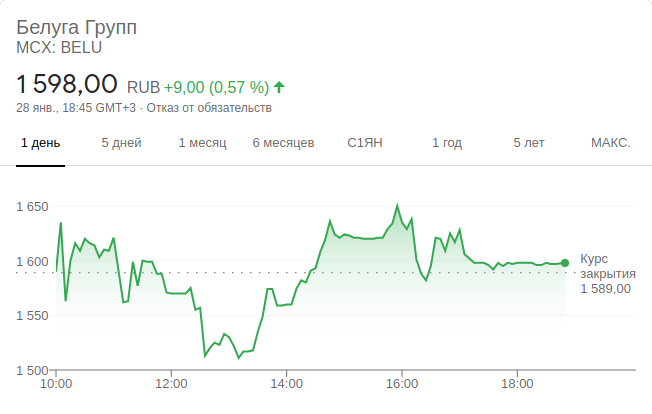 Белуга Групп
MCX: BELU
1 598,00 RUB +9,00 (0,57 %)
28 янв., 18:45 GMT+3 · Отказ от обязательств
1 день 5 дней 1 месяц 6 месяцев С1ЯН 1 год 5 лет МАКС.
1 650
1 600
1 550
1 500
Курс
закрытия
1 589,00
10:00 12:00 14:00 16:00 18:00